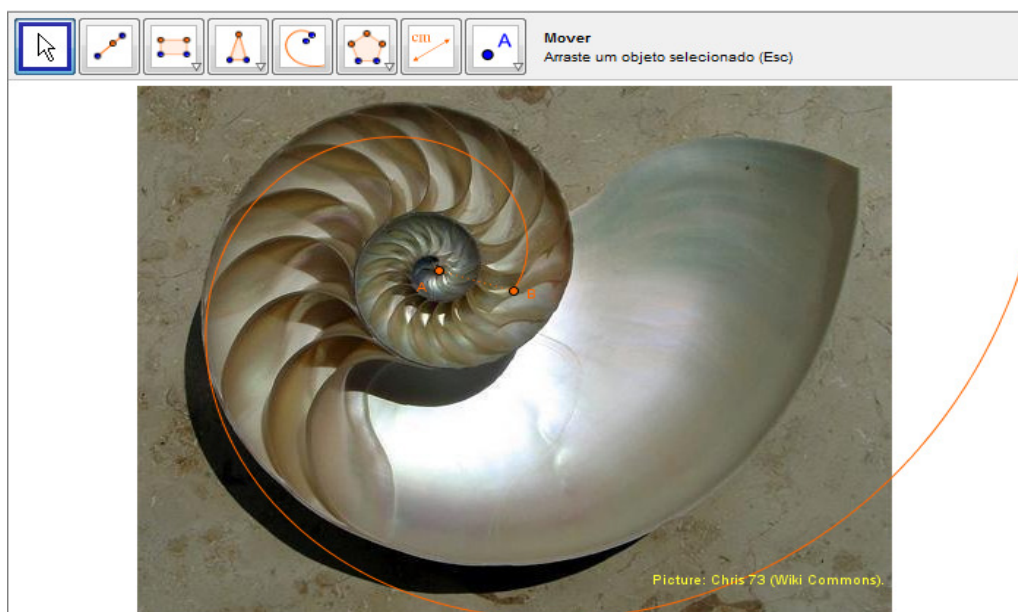 cm
A
Mover
Arraste um objeto selecionado (Esc)
A
B
Picture: Chris 73 (Wiki Commons).